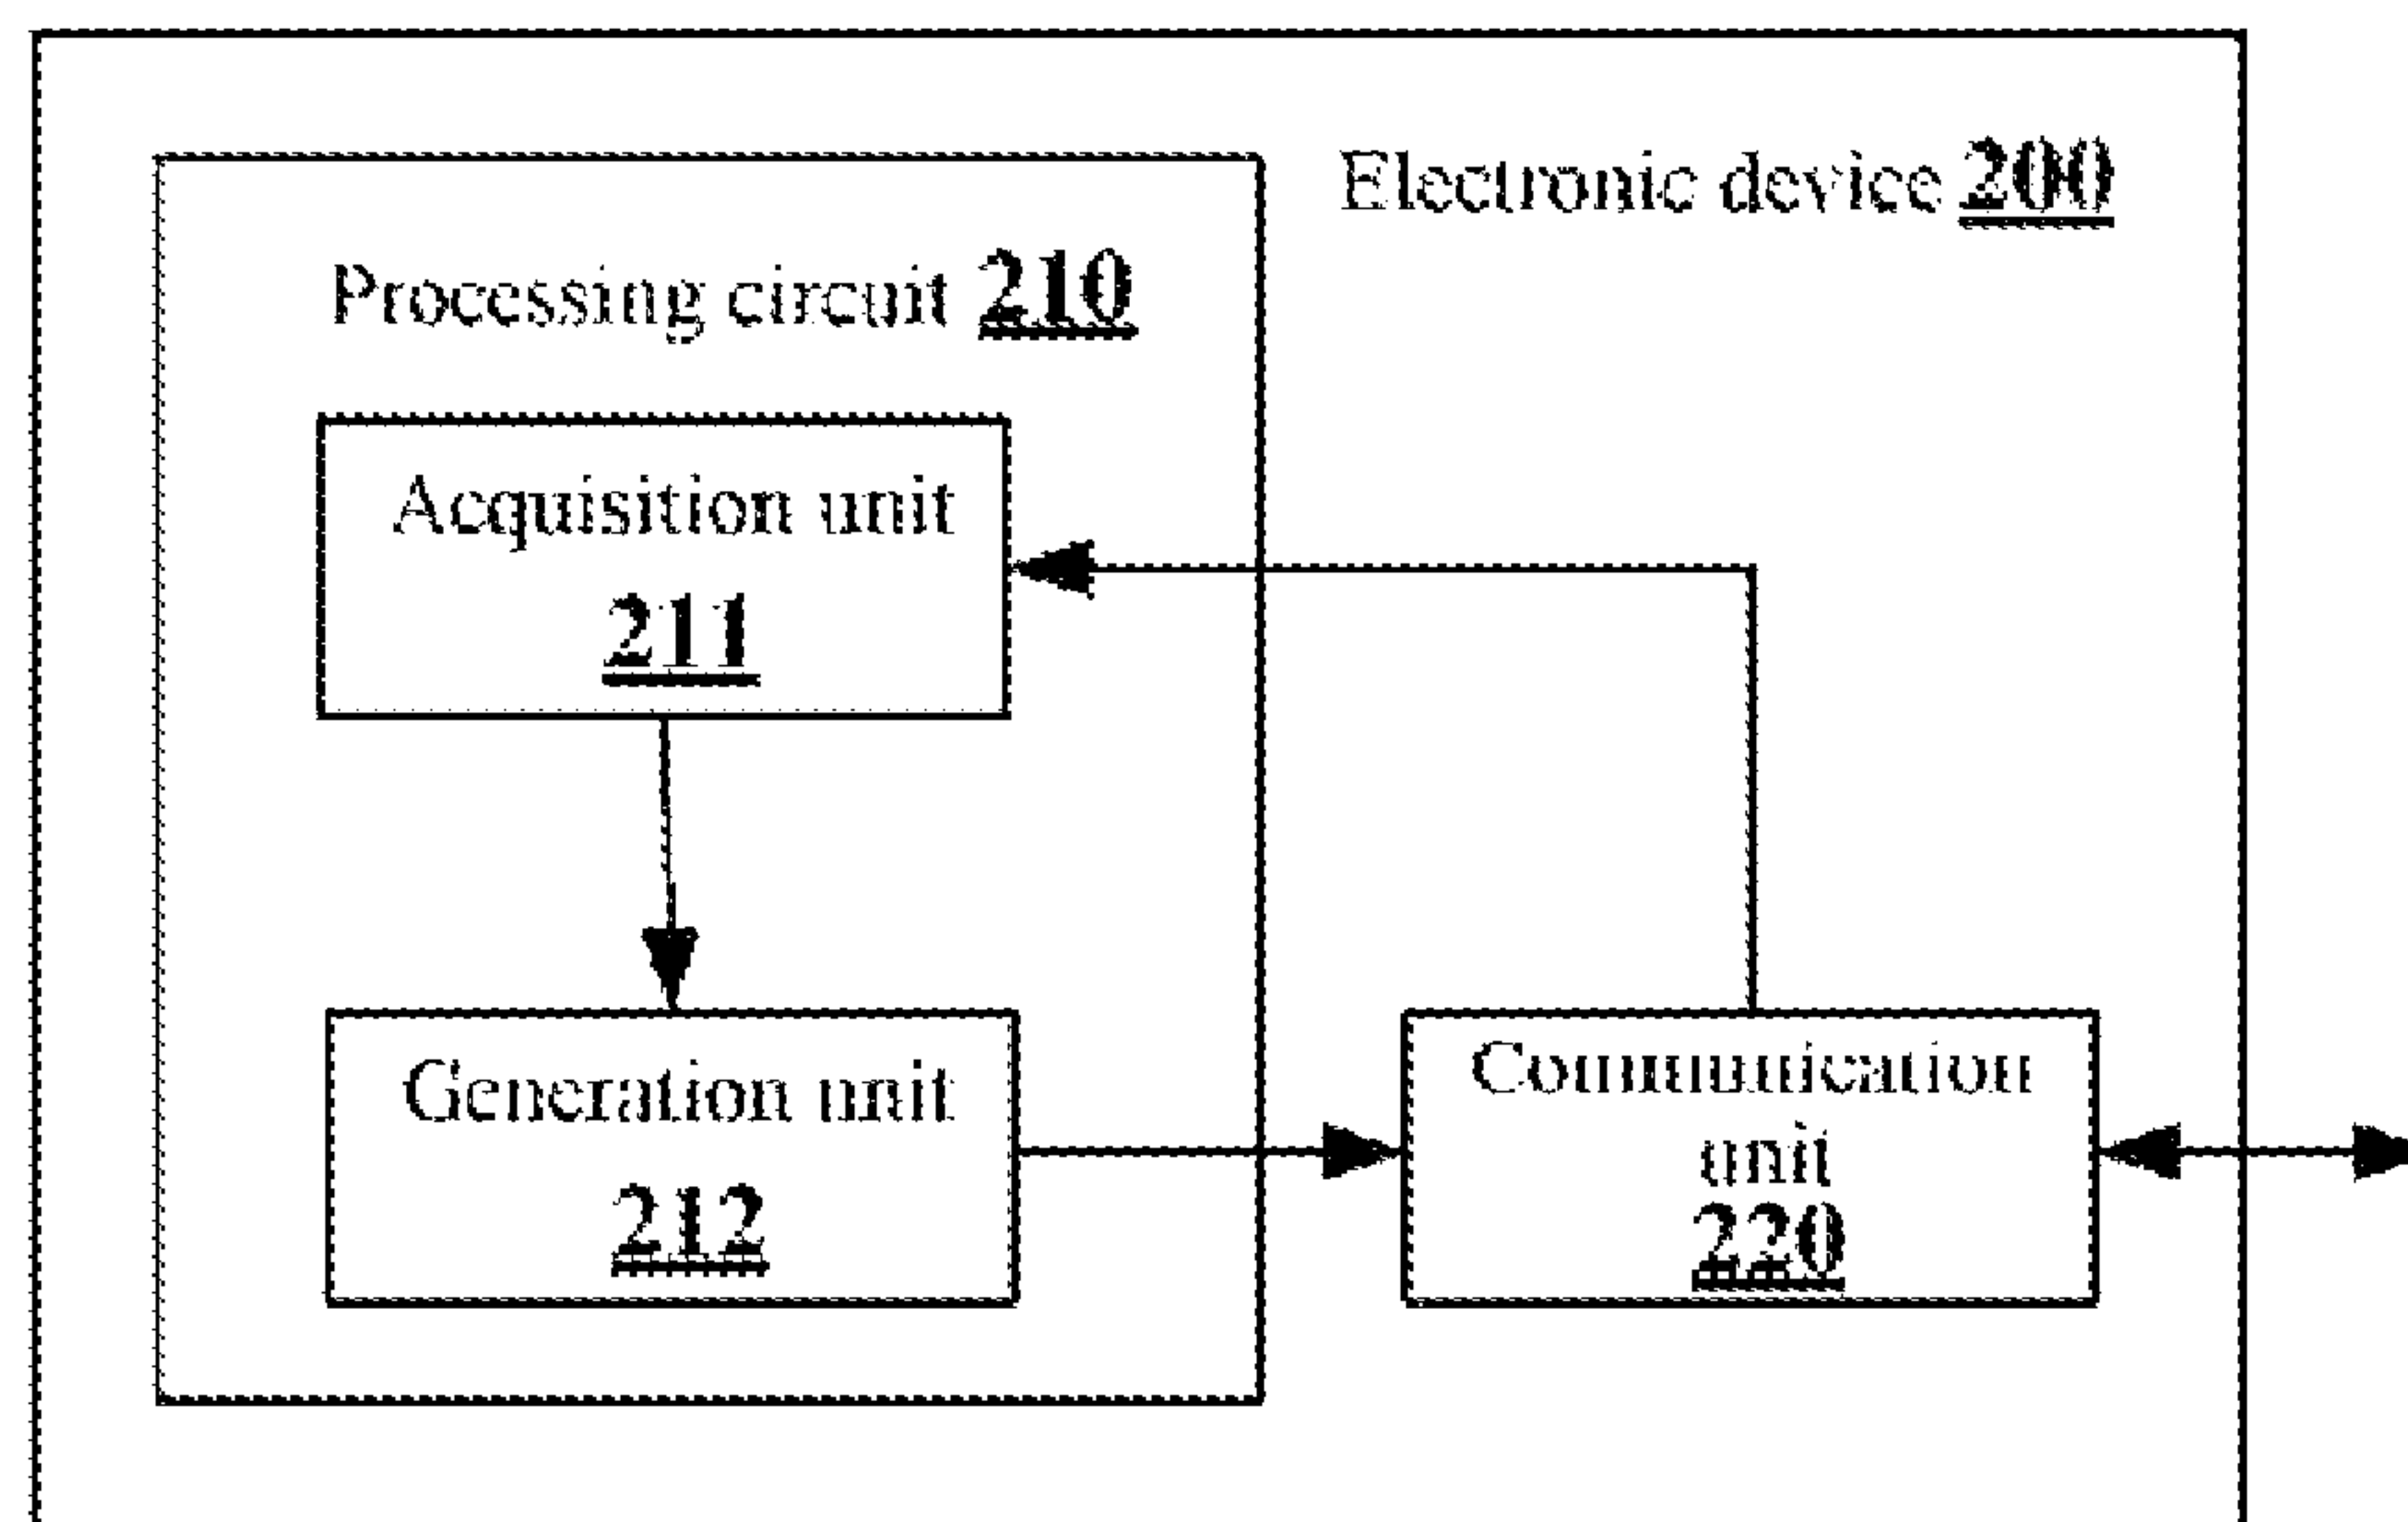 Electronic device 200
Processing circuit 210
Acquisition unit
211
Generation unit
212
Communication
unit
220